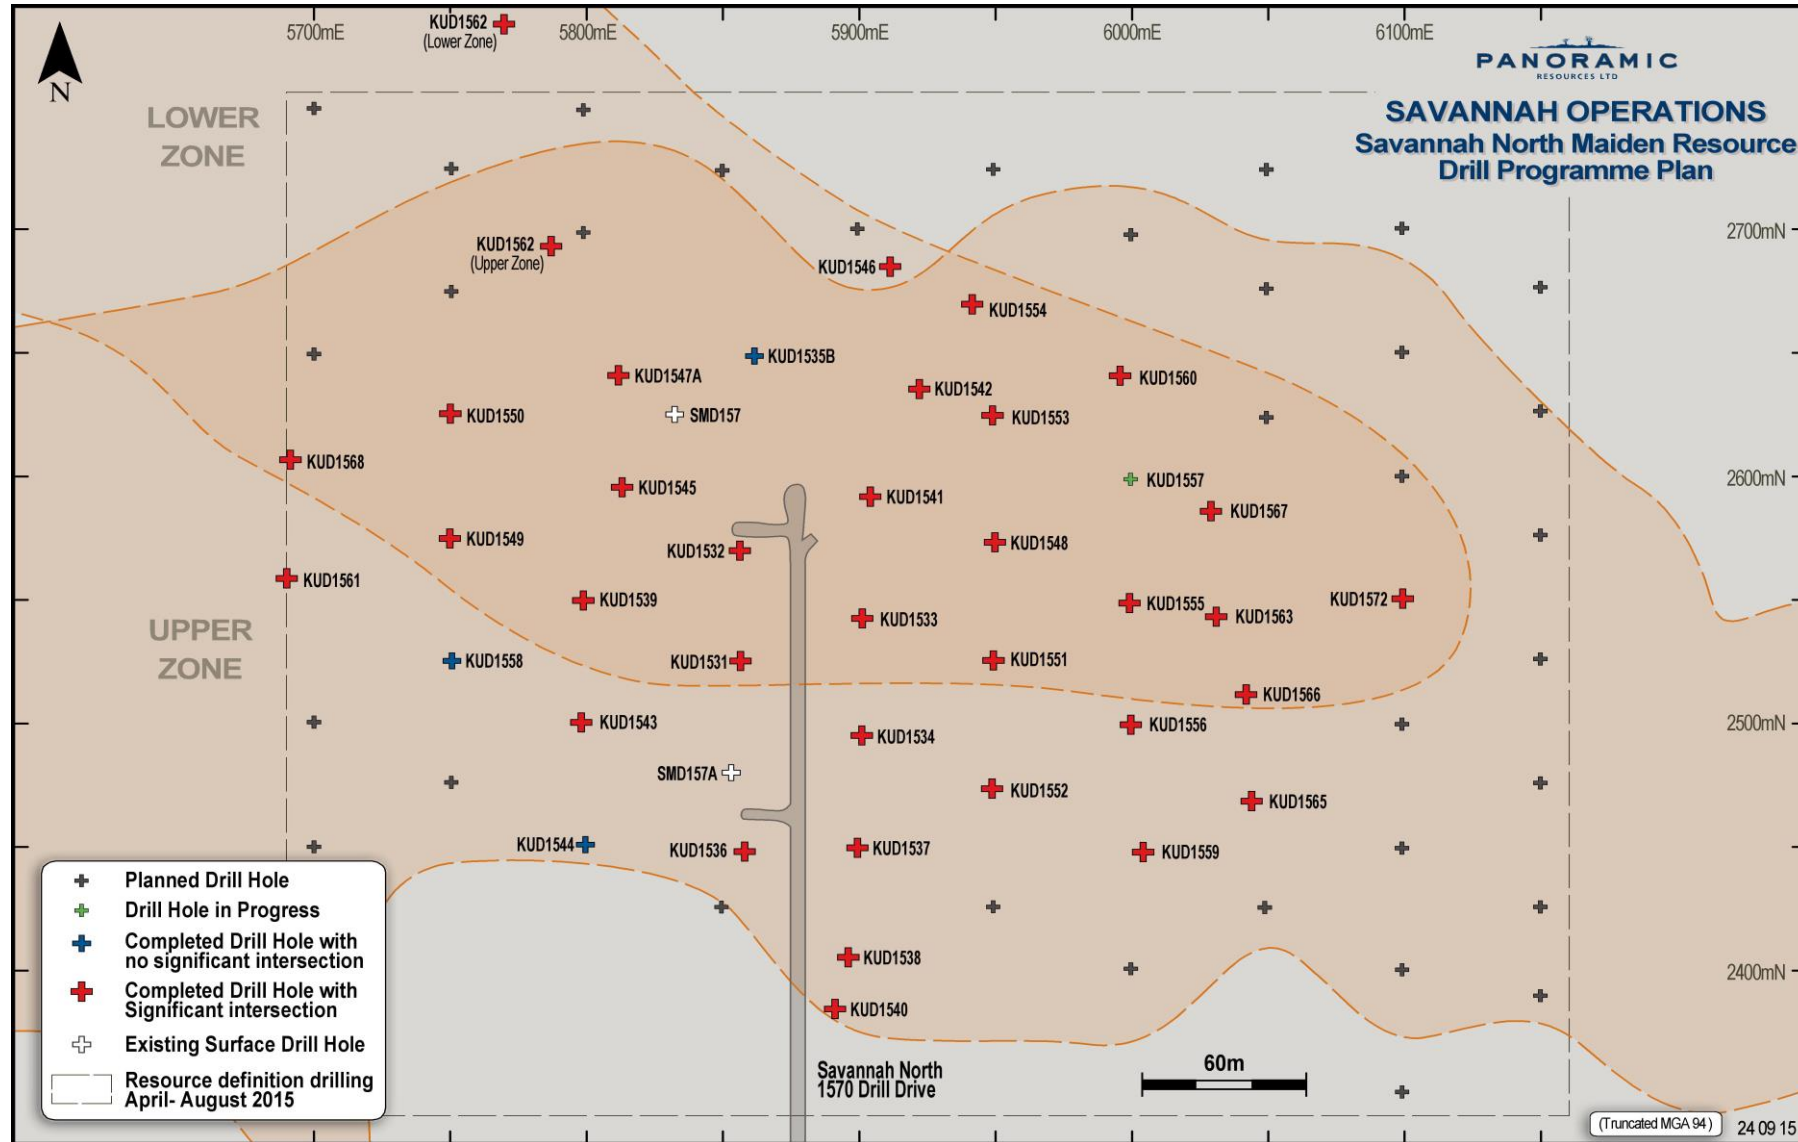 KUD1562
(Lower Zone)
5700mE
5800mE
5900mE
6000mE
6100mE
N
PANORAMIC
RESOURCES LTD
SAVANNAH OPERATIONS
Savannah North Maiden Resource
Drill Programme Plan
LOWER
ZONE
2700mN
KUD1562
(Upper Zone)
KUD1546
KUD1554
KUD1535B
KUD1547A
KUD1542
KUD1560
KUD1550
SMD157
KUD1553
KUD1568
2600mN
KUD1545
KUD1541
KUD1557
KUD1567
KUD1549
KUD1532
KUD1548
KUD1561
KUD1539
KUD1533
KUD1555
KUD1563
KUD1572
UPPER
ZONE
KUD1558
KUD1531
KUD1551
KUD1566
KUD1543
KUD1534
KUD1556
2500mN
SMD157A
KUD1552
KUD1565
KUD1544
KUD1536
KUD1537
KUD1559
Planned Drill Hole
Drill Hole in Progress
Completed Drill Hole with
no significant intersection
Completed Drill Hole with
Significant intersection
Existing Surface Drill Hole
Resource definition drilling
April- August 2015
KUD1538
2400mN
KUD1540
Savannah North
1570 Drill Drive
60m
(Truncated MGA 94 )
24 09 15